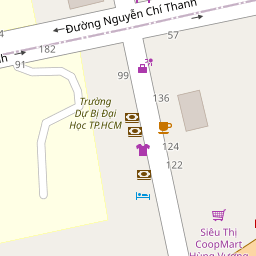 Đường Nguyễn Chí Thanh
57
182
91
99
136
Trường
Dự Bị Đại
Học TP.HCM
124
122
Siêu Thị
CoopMart
Hùng Vương